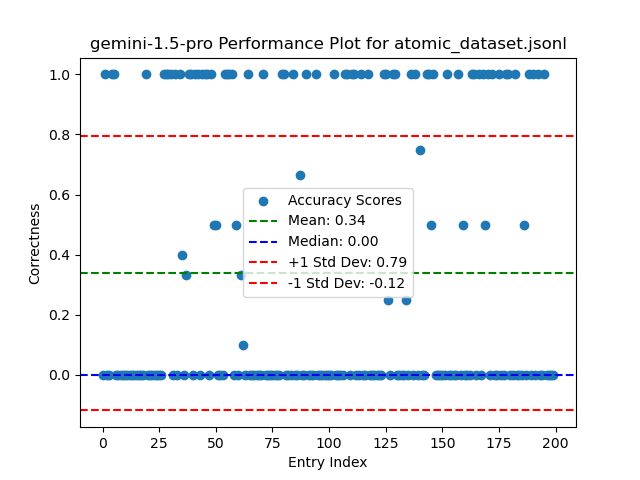 gemini-1.5-pro Performance Plot for atomic_dataset.jsonl
Correctness
1.0
0.8
0.6
0.4
0.2
0.0
Accuracy Scores
Mean: 0.34
Median: 0.00
+1 Std Dev: 0.79
-1 Std Dev: -0.12
0 25 50 75 100 125 150 175 200
Entry Index